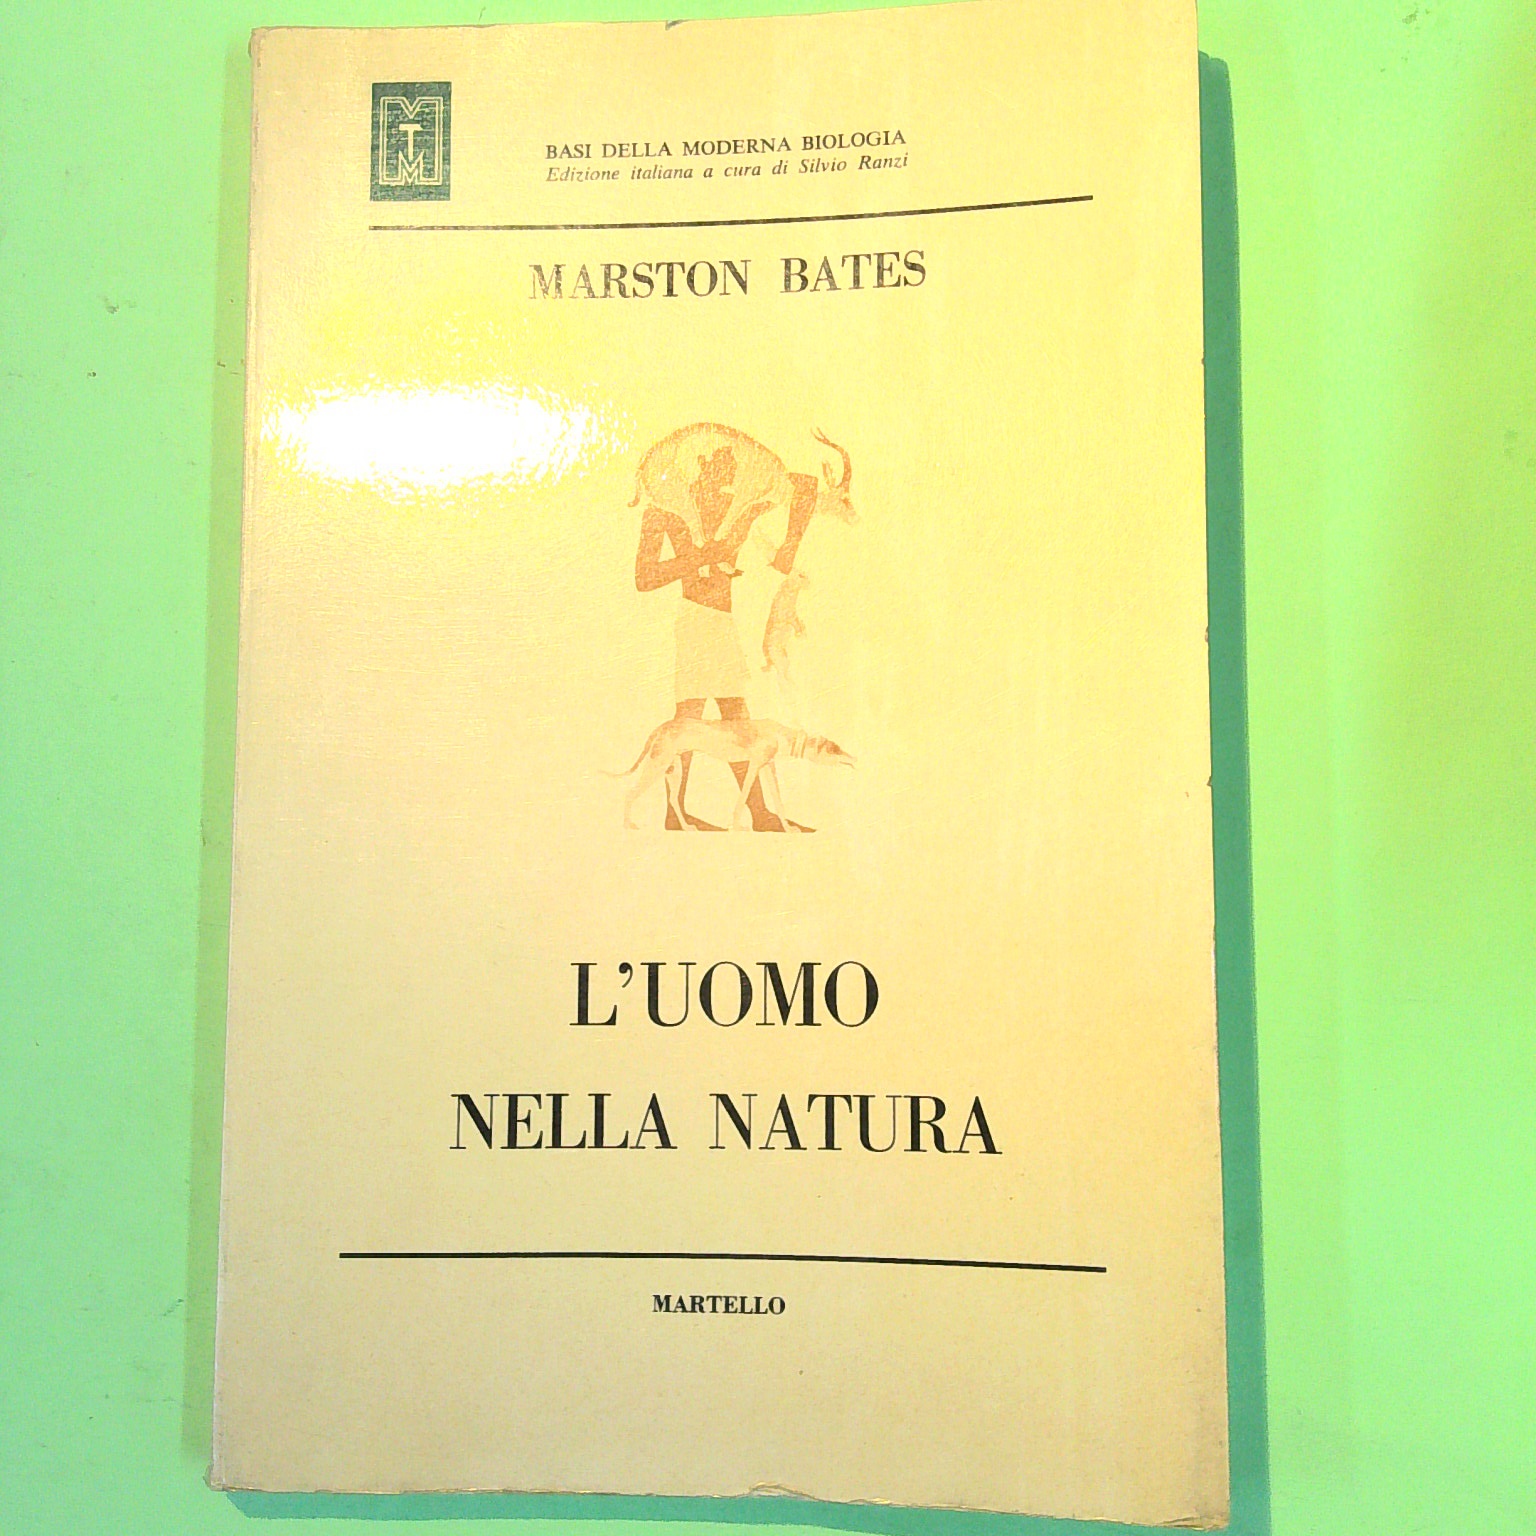 MTM
BASI DELLA MODERNA BIOLOGIA
Edizione italiana a cura di Silvio Ranzi
MARSTON BATES
L'UOMO
NELLA NATURA
MARTELLO